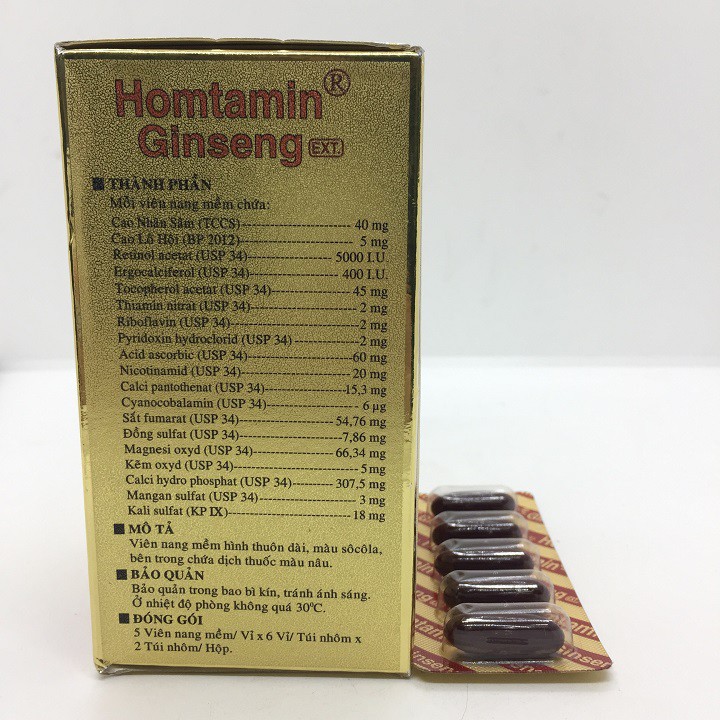 Homtamin®
Ginseng EXT.
THÀNH PHẦN
Mỗi viên nang mềm chứa:
Cao Nhân Sâm (TCCS) 40 mg
Cao Lô Hội (BP 2012) 5 mg
Retinol acetat (USP 34) 5000 I.U.
Ergocalciferol (USP 34) 400 I.U.
Tocopherol acetat (USP 34) 45 mg
Thiamin nitrat (USP 34) 2 mg
Riboflavin (USP 34) 2 mg
Pyridoxin hydroclorid (USP 34) 2 mg
Acid ascorbic (USP 34) 60 mg
Nicotinamid (USP 34) 20 mg
Calci pantothenat (USP 34) 15,3 mg
Cyanocobalamin (USP 34) 6 µg
Sắt fumarat (USP 34) 54,76 mg
Đồng sulfat (USP 34) 7,86 mg
Magnesi oxyd (USP 34) 66,34 mg
Kẽm oxyd (USP 34) 5 mg
Calci hydro phosphat (USP 34) 307,5 mg
Mangan sulfat (USP 34) 3 mg
Kali sulfat (KP IX) 18 mg
MÔ TẢ
Viên nang mềm hình thuôn dài, màu sôcôla,
bên trong chứa dịch thuốc màu nâu.
BẢO QUẢN
Bảo quản trong bao bì kín, tránh ánh sáng.
Ở nhiệt độ phòng không quá 30°C.
ĐÓNG GÓI
5 Viên nang mềm/ Vỉ x 6 Vỉ/ Túi nhôm x
2 Túi nhôm/ Hộp.